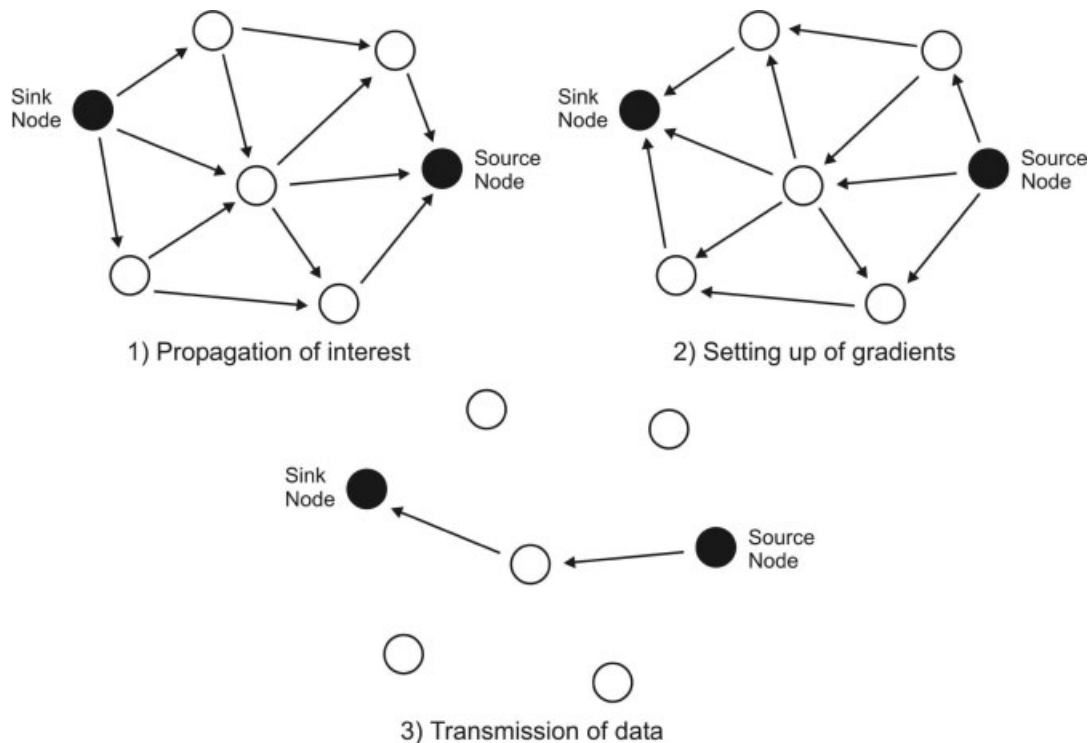 Sink
Node
Source
Node
1) Propagation of interest
Sink
Node
Source
Node
2) Setting up of gradients
Sink
Node
Source
Node
3) Transmission of data